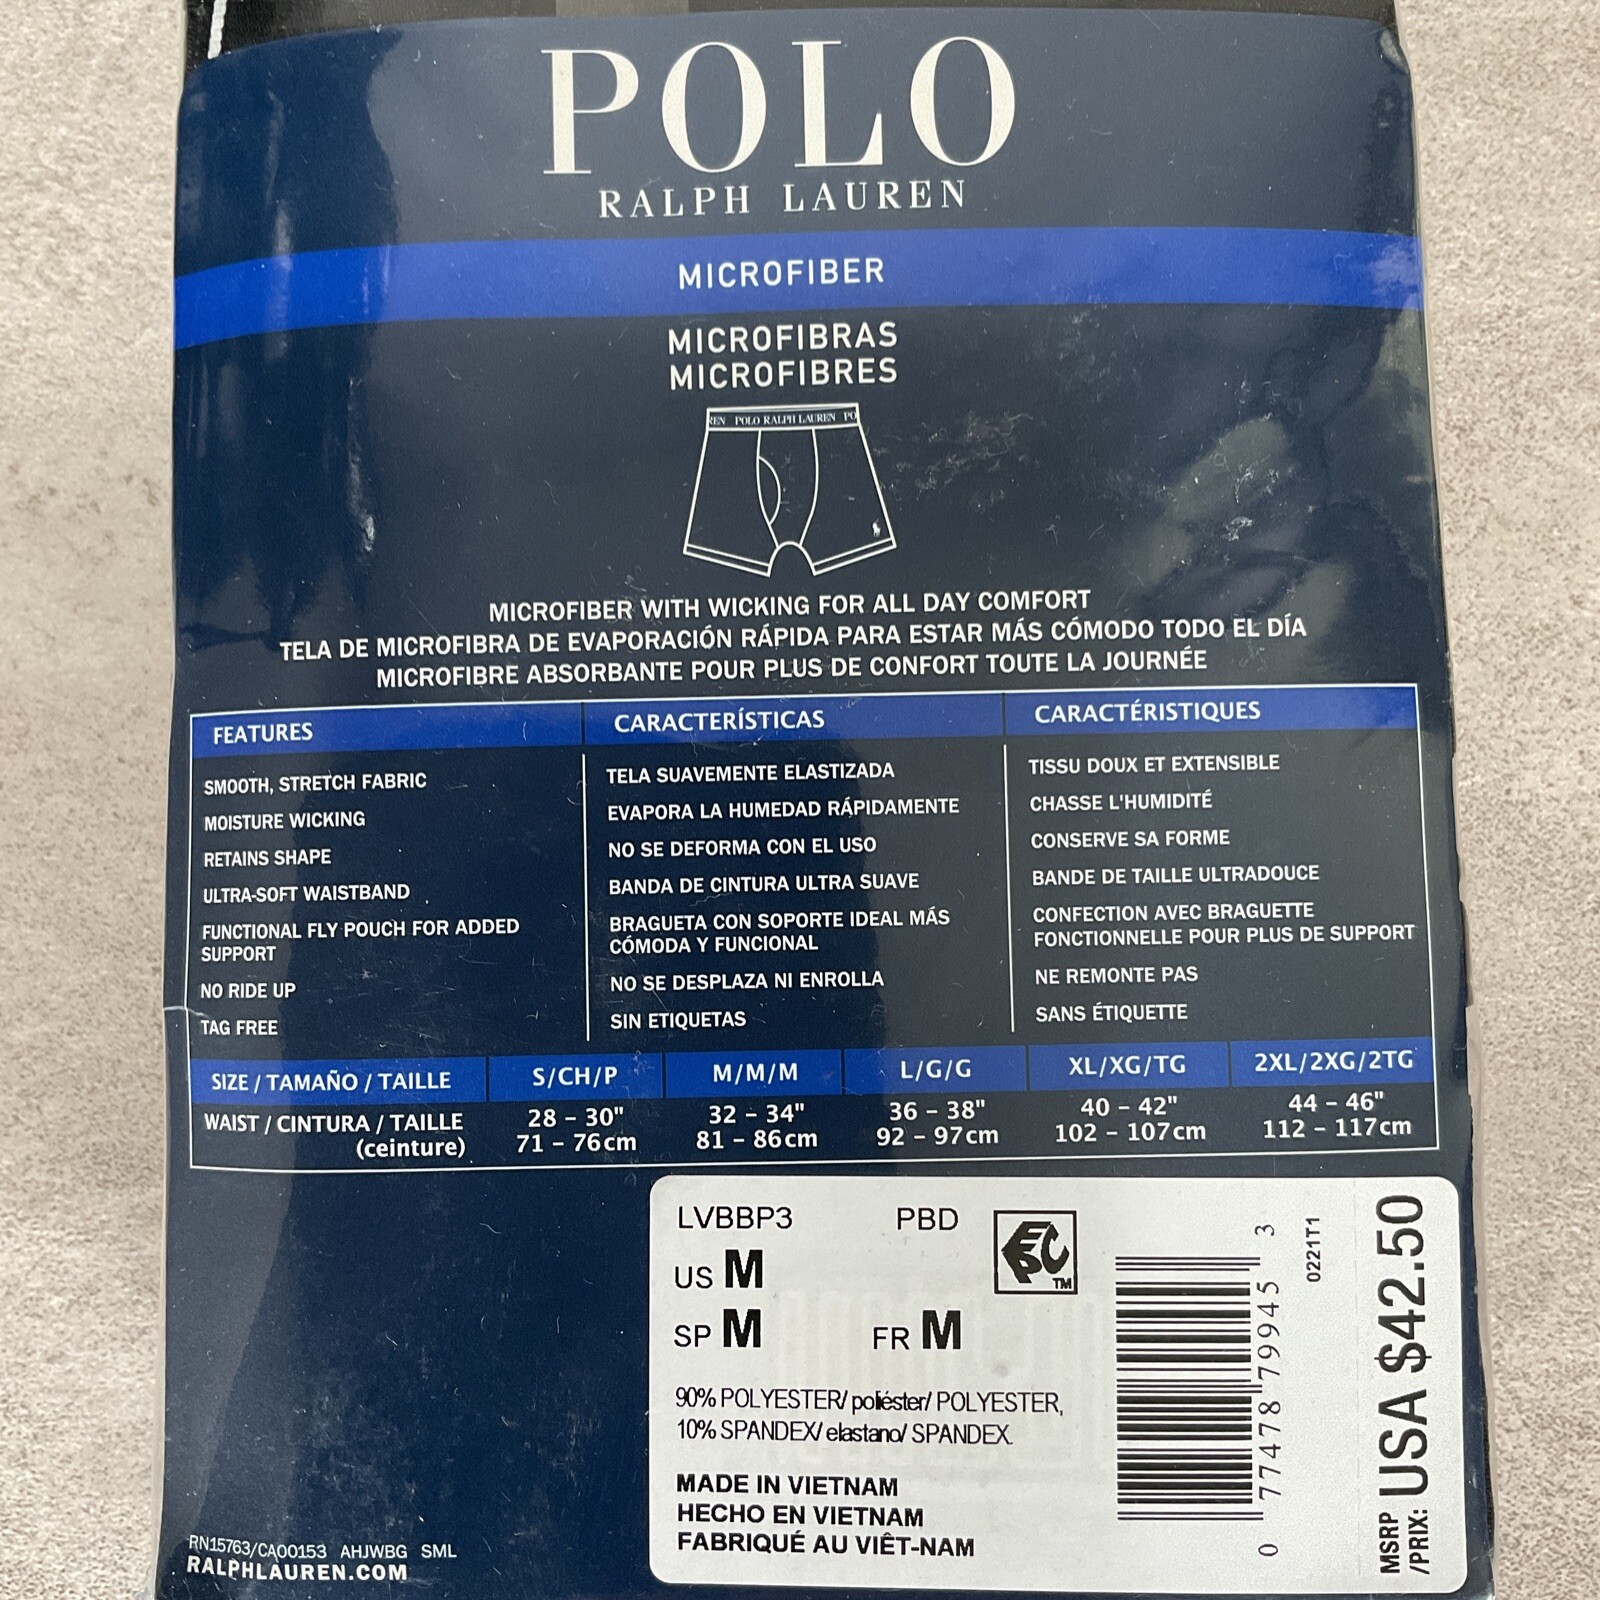 POLO
RALPH LAUREN
MICROFIBER
MICROFIBRAS
MICROFIBRES
REN POLO RALPH LAUREN PO
MICROFIBER WITH WICKING FOR ALL DAY COMFORT
TELA DE MICROFIBRA DE EVAPORACIÓN RÁPIDA PARA ESTAR MÁS CÓMODO TODO EL DÍA
MICROFIBRE ABSORBANTE POUR PLUS DE CONFORT TOUTE LA JOURNÉE
FEATURES
SMOOTH, STRETCH FABRIC
MOISTURE WICKING
RETAINS SHAPE
ULTRA-SOFT WAISTBAND
FUNCTIONAL FLY POUCH FOR ADDED
SUPPORT
NO RIDE UP
TAG FREE
CARACTERÍSTICAS
TELA SUAVEMENTE ELASTIZADA
EVAPORA LA HUMEDAD RÁPIDAMENTE
NO SE DEFORMA CON EL USO
BANDA DE CINTURA ULTRA SUAVE
BRAGUETA CON SOPORTE IDEAL MÁS
CÓMODA Y FUNCIONAL
NO SE DESPLAZA NI ENROLLA
SIN ETIQUETAS
CARACTÉRISTIQUES
TISSU DOUX ET EXTENSIBLE
CHASSE L'HUMIDITÉ
CONSERVE SA FORME
BANDE DE TAILLE ULTRADOUCE
CONFECTION AVEC BRAGUETTE
FONCTIONNELLE POUR PLUS DE SUPPORT
NE REMONTE PAS
SANS ÉTIQUETTE
SIZE / TAMAÑO / TAILLE S/CH/P M/M/M L/G/G XL/XG/TG 2XL/2XG/2TG
WAIST / CINTURA / TAILLE 28 – 30" 32 – 34" 36 – 38" 40 – 42" 44 – 46"
(ceinture) 71 – 76cm 81 – 86cm 92 – 97cm 102 – 107cm 112 – 117cm
LVBBP3 PBD
US M
SP M FR M
EPC TM
90% POLYESTER/ poliéster/ POLYESTER,
10% SPANDEX/ elastano/ SPANDEX.
MADE IN VIETNAM
HECHO EN VIETNAM
FABRIQUÉ AU VIÊT-NAM
0 77478 79945 3
0221T1
MSRP
/PRIX: USA $42.50
RN15763/CA00153 AHJWBG SML
RALPHLAUREN.COM